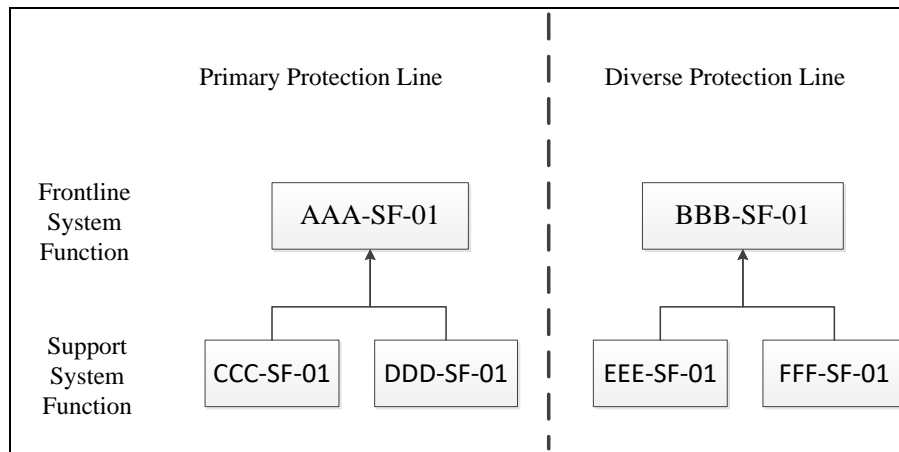 Primary Protection Line
Diverse Protection Line
Frontline
System
Function
AAA-SF-01
BBB-SF-01
Support
System
Function
CCC-SF-01
DDD-SF-01
EEE-SF-01
FFF-SF-01